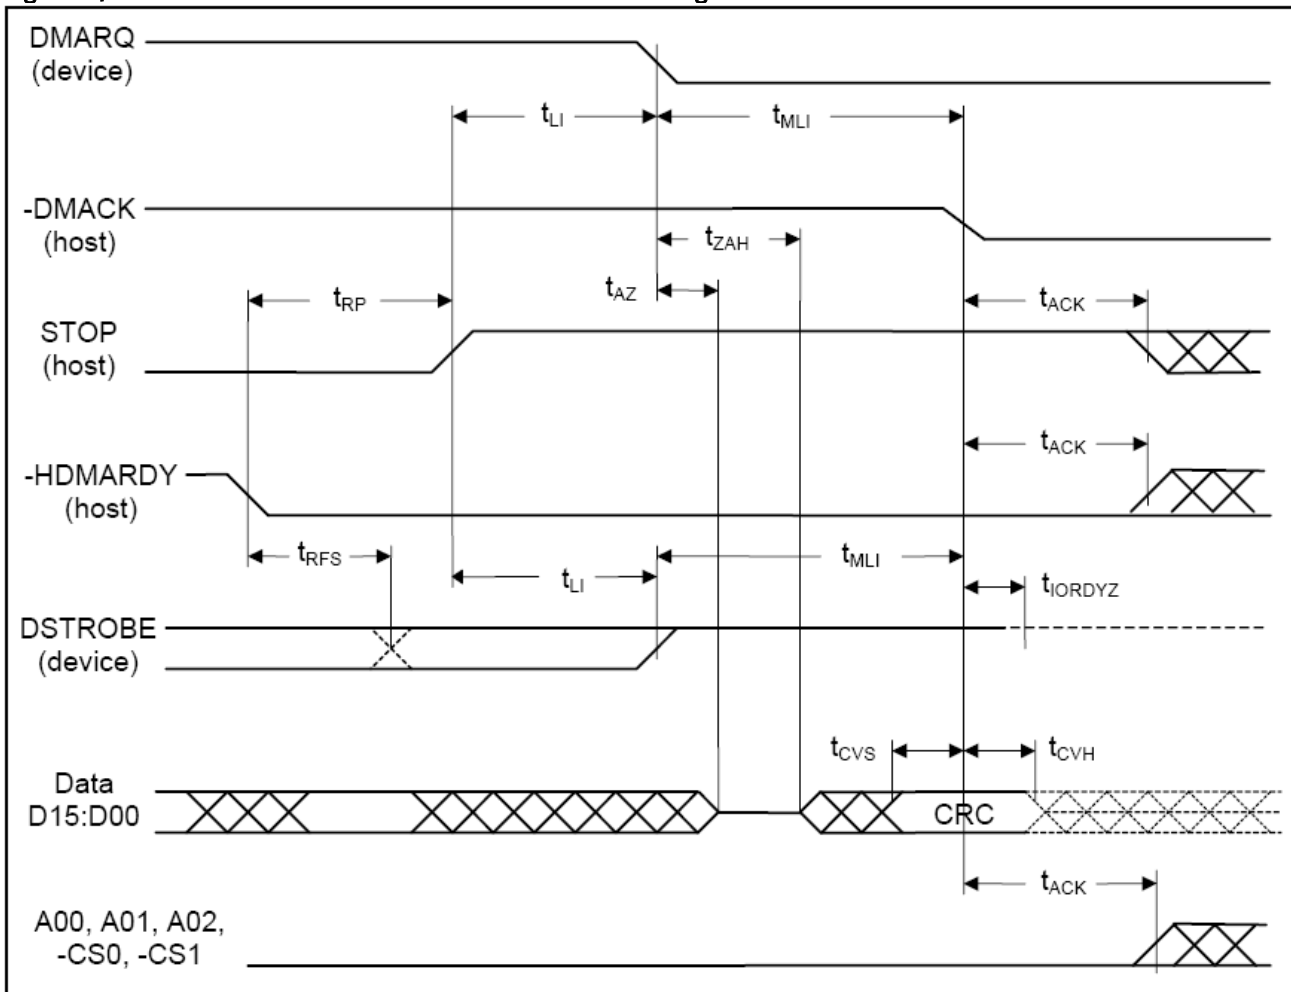 DMARQ
(device)
tLI
tMLI
-DMACK
(host)
tZAH
tAZ
tRP
tACK
STOP
(host)
tACK
-HDMARDY
(host)
tRFS
tMLI
tLI
tIORDYZ
DSTROBE
(device)
tCVS
tCVH
Data
D15:D00
CRC
tACK
A00, A01, A02,
-CS0, -CS1